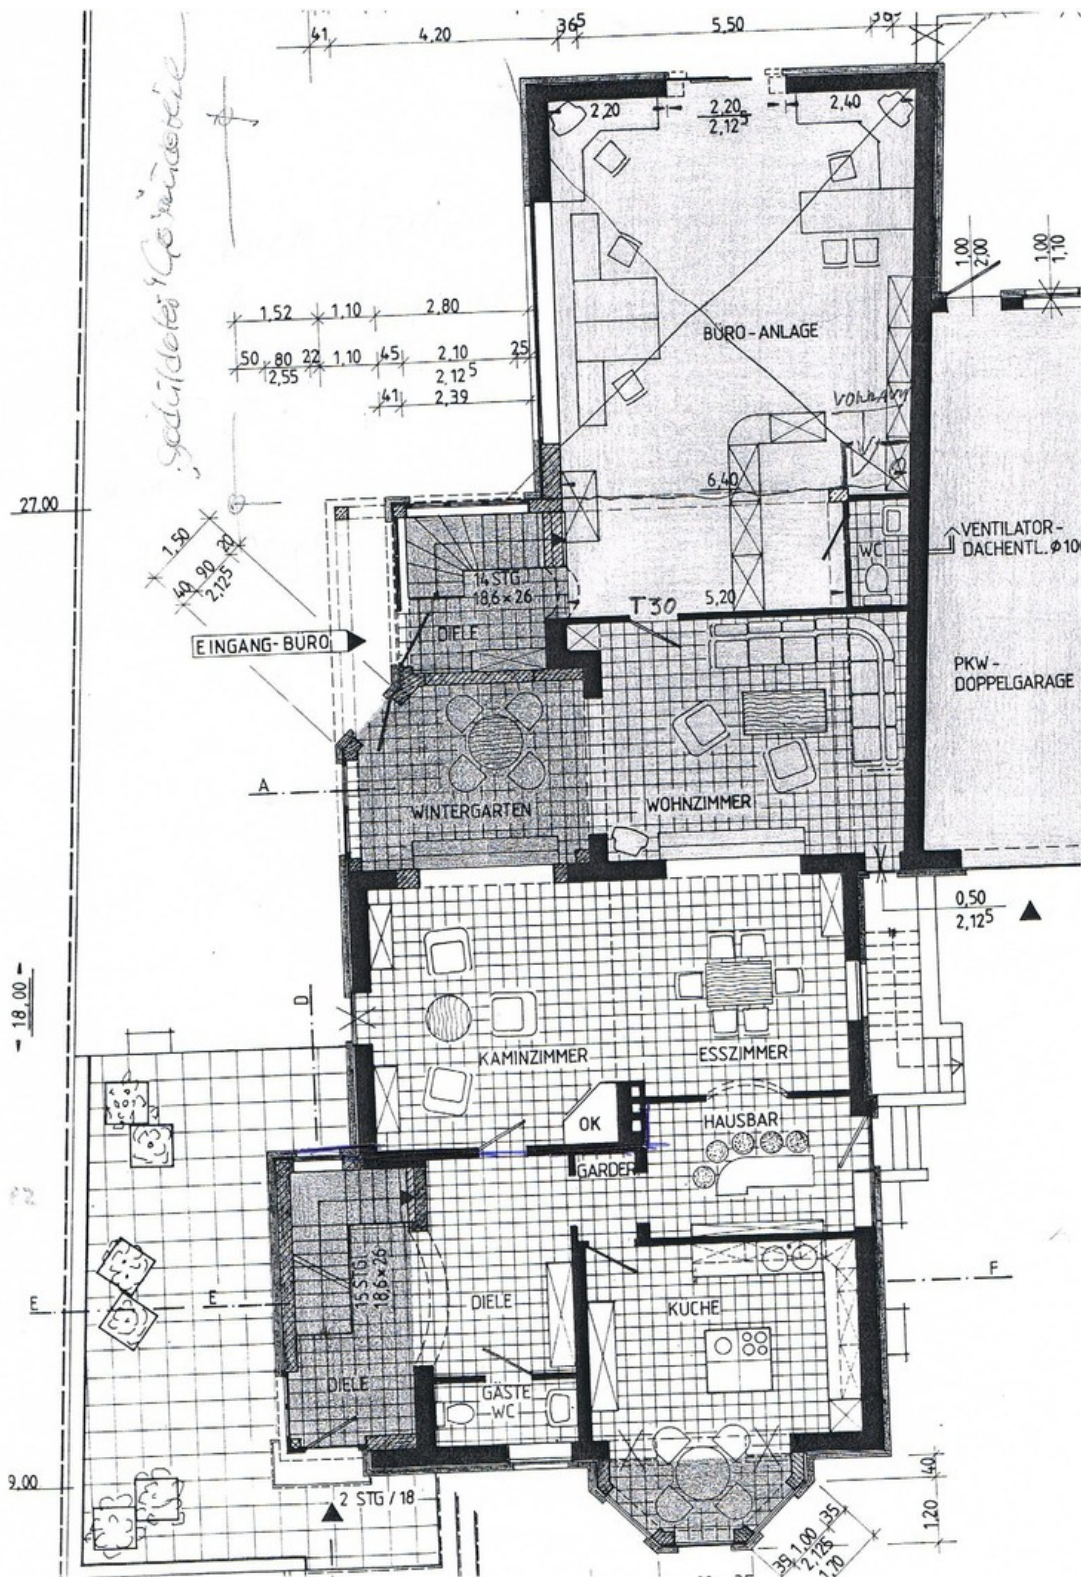 41 4,20 36⁵ 5,50 36⁵
2,20 2,20 2,40
2,12⁵
1,00
2,00
1,00
1,10
1,52 1,10 2,80
BÜRO-ANLAGE
50 80 22 1,10 45 2,10 25
2,55 2,12⁵
41 2,39
6,40
27,00
1,50
20
90
40
2,12⁵
WC
VENTILATOR-
DACHENTL. Ø100
14 STG.
18,6 × 26
T30 5,20
EINGANG-BÜRO
DIELE
PKW-
DOPPELGARAGE
A
WINTERGARTEN
WOHNZIMMER
0,50
2,12⁵
18,00
D
KAMINZIMMER
ESSZIMMER
OK
HAUSBAR
GARDER
15 STG.
18,6 × 26
E E
DIELE
KÜCHE
F
DIELE
GÄSTE
WC
9,00
2 STG / 18
40
1,20
35
1,00
2,125
35
1,70